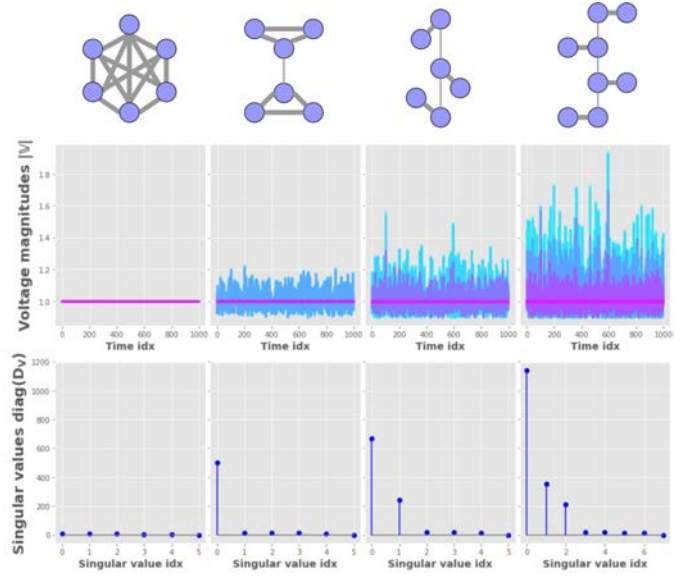 Voltage magnitudes |𝕍|
1.8
1.6
1.4
1.2
1.0
0 200 400 600 800 1000
0 200 400 600 800 1000
0 200 400 600 800 1000
0 200 400 600 800 1000
Time idx
Time idx
Time idx
Time idx
Singular values diag(D_V)
1200
1000
800
600
400
200
0
0 1 2 3 4 5
0 1 2 3 4 5
0 1 2 3 4 5
0 2 4 6
Singular value idx
Singular value idx
Singular value idx
Singular value idx